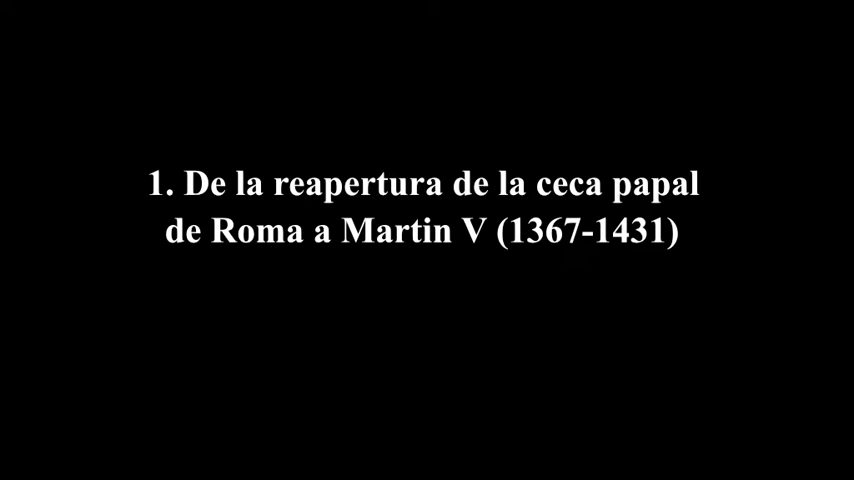 1. De la reapertura de la ceca papal
de Roma a Martin V (1367-1431)